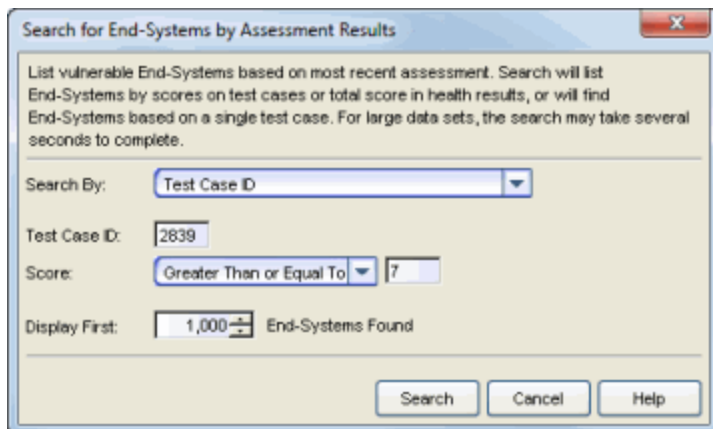 Search for End-Systems by Assessment Results
List vulnerable End-Systems based on most recent assessment. Search will list
End-Systems by scores on test cases or total score in health results, or will find
End-Systems based on a single test case. For large data sets, the search may take several
seconds to complete.
Search By: Test Case ID
Test Case ID: 2839
Score: Greater Than or Equal To 7
Display First: 1,000 End-Systems Found
Search Cancel Help